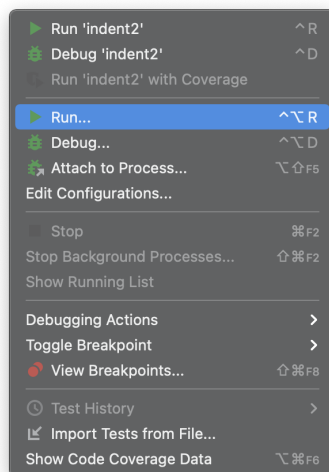 Run 'indent2' ^R
Debug 'indent2' ^D
Run 'indent2' with Coverage
Run... ^⌥R
Debug... ^⌥D
Attach to Process... ⌥⇧F5
Edit Configurations...
Stop ⌘F2
Stop Background Processes... ⇧⌘F2
Show Running List
Debugging Actions
Toggle Breakpoint
View Breakpoints... ⇧⌘F8
Test History
Import Tests from File...
Show Code Coverage Data ⌥⌘F6